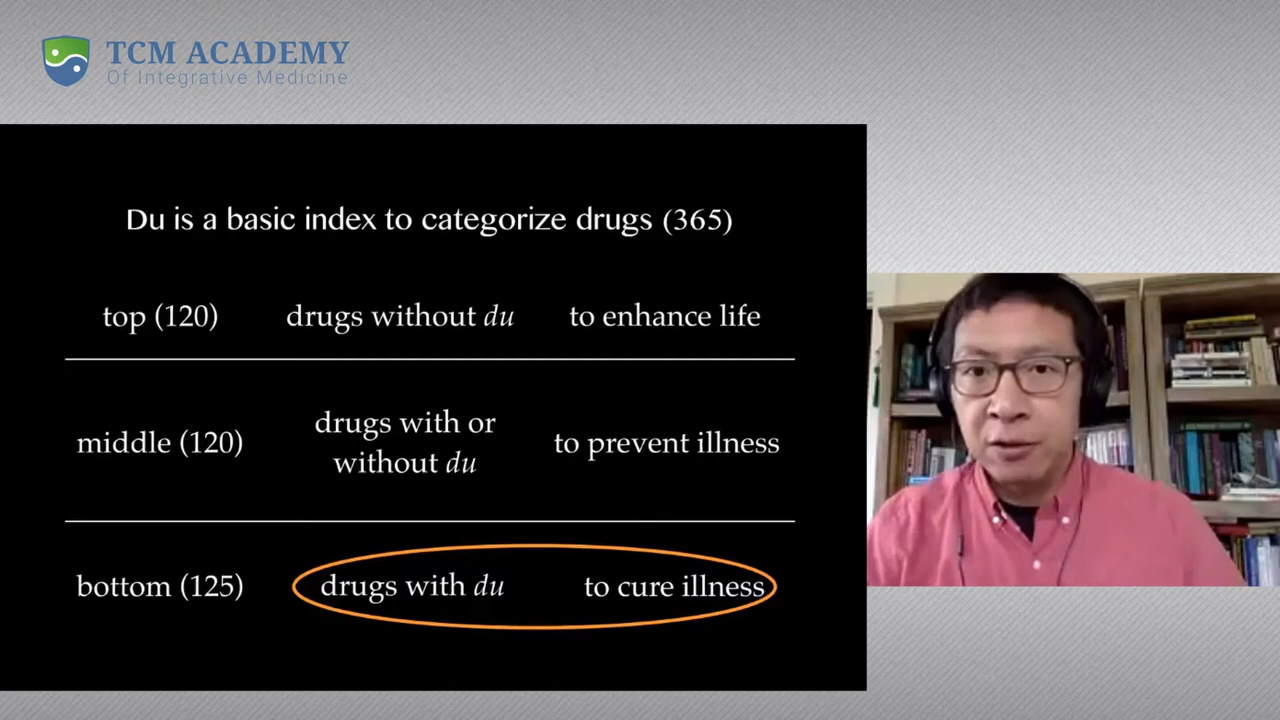 TCM ACADEMY
Of Integrative Medicine
Du is a basic index to categorize drugs (365)
top (120) drugs without du to enhance life
middle (120) drugs with or without du to prevent illness
bottom (125) drugs with du to cure illness